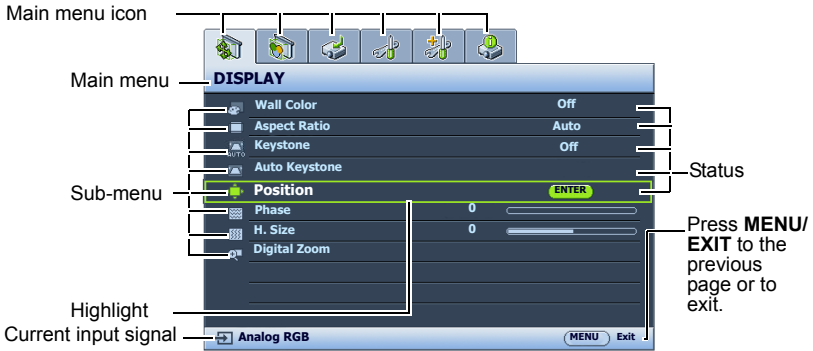 Main menu icon
Main menu
DISPLAY
Wall Color Off
Aspect Ratio Auto
AUTO
Keystone Off
Auto Keystone
Status
Sub-menu
Position ENTER
Phase 0
H. Size 0
Digital Zoom
Press MENU/
EXIT to the
previous
page or to
exit.
Highlight
Current input signal
Analog RGB
MENU Exit